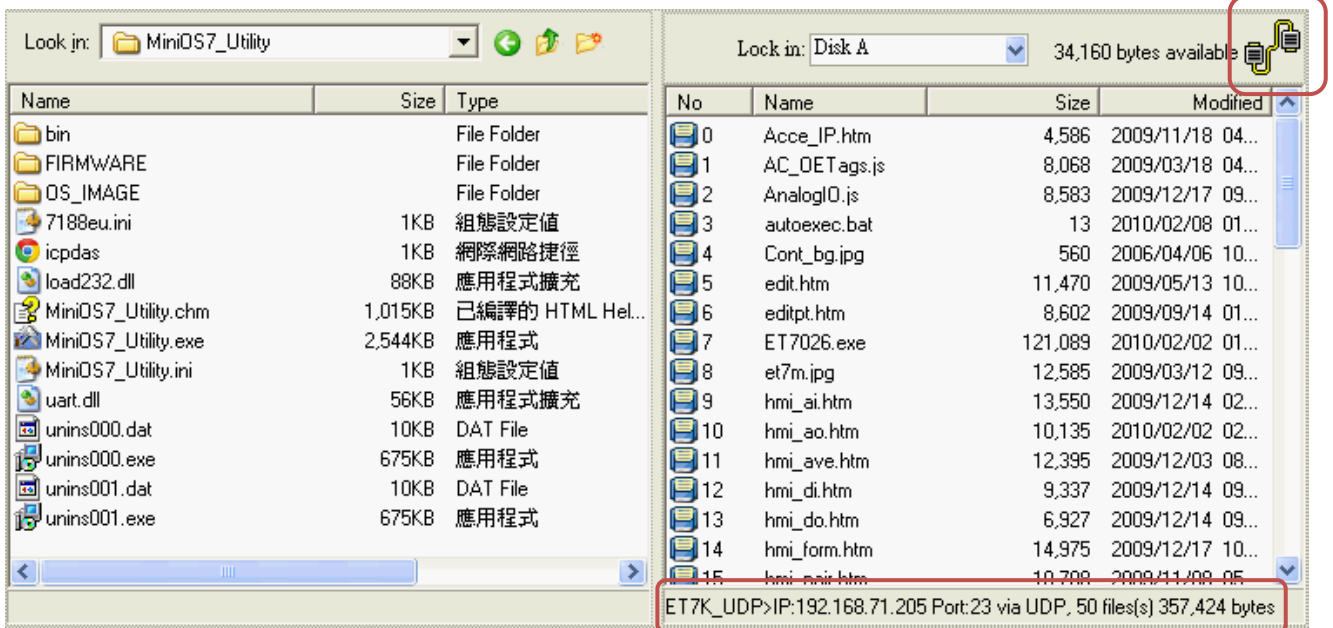 Look in: MiniOS7_Utility
Name Size Type
bin File Folder
FIRMWARE File Folder
OS_IMAGE File Folder
7188eu.ini 1KB 組態設定值
icpdas 1KB 網際網路捷徑
load232.dll 88KB 應用程式擴充
MiniOS7_Utility.chm 1,015KB 已編譯的 HTML Hel...
MiniOS7_Utility.exe 2,544KB 應用程式
MiniOS7_Utility.ini 1KB 組態設定值
uart.dll 56KB 應用程式擴充
unins000.dat 10KB DAT File
unins000.exe 675KB 應用程式
unins001.dat 10KB DAT File
unins001.exe 675KB 應用程式
Lock in: Disk A 34,160 bytes available
No Name Size Modified
0 Acce_IP.htm 4,586 2009/11/18 04...
1 AC_OETags.js 8,068 2009/03/18 04...
2 AnalogIO.js 8,583 2009/12/17 09...
3 autoexec.bat 13 2010/02/08 01...
4 Cont_bg.jpg 560 2006/04/06 10...
5 edit.htm 11,470 2009/05/13 10...
6 editpt.htm 8,602 2009/09/14 01...
7 ET7026.exe 121,089 2010/02/02 01...
8 et7m.jpg 12,585 2009/03/12 09...
9 hmi_ai.htm 13,550 2009/12/14 02...
10 hmi_ao.htm 10,135 2010/02/02 02...
11 hmi_ave.htm 12,395 2009/12/03 08...
12 hmi_di.htm 9,337 2009/12/14 09...
13 hmi_do.htm 6,927 2009/12/14 09...
14 hmi_form.htm 14,975 2009/12/17 10...
15
ET7K_UDP>IP:192.168.71.205 Port:23 via UDP, 50 files(s) 357,424 bytes